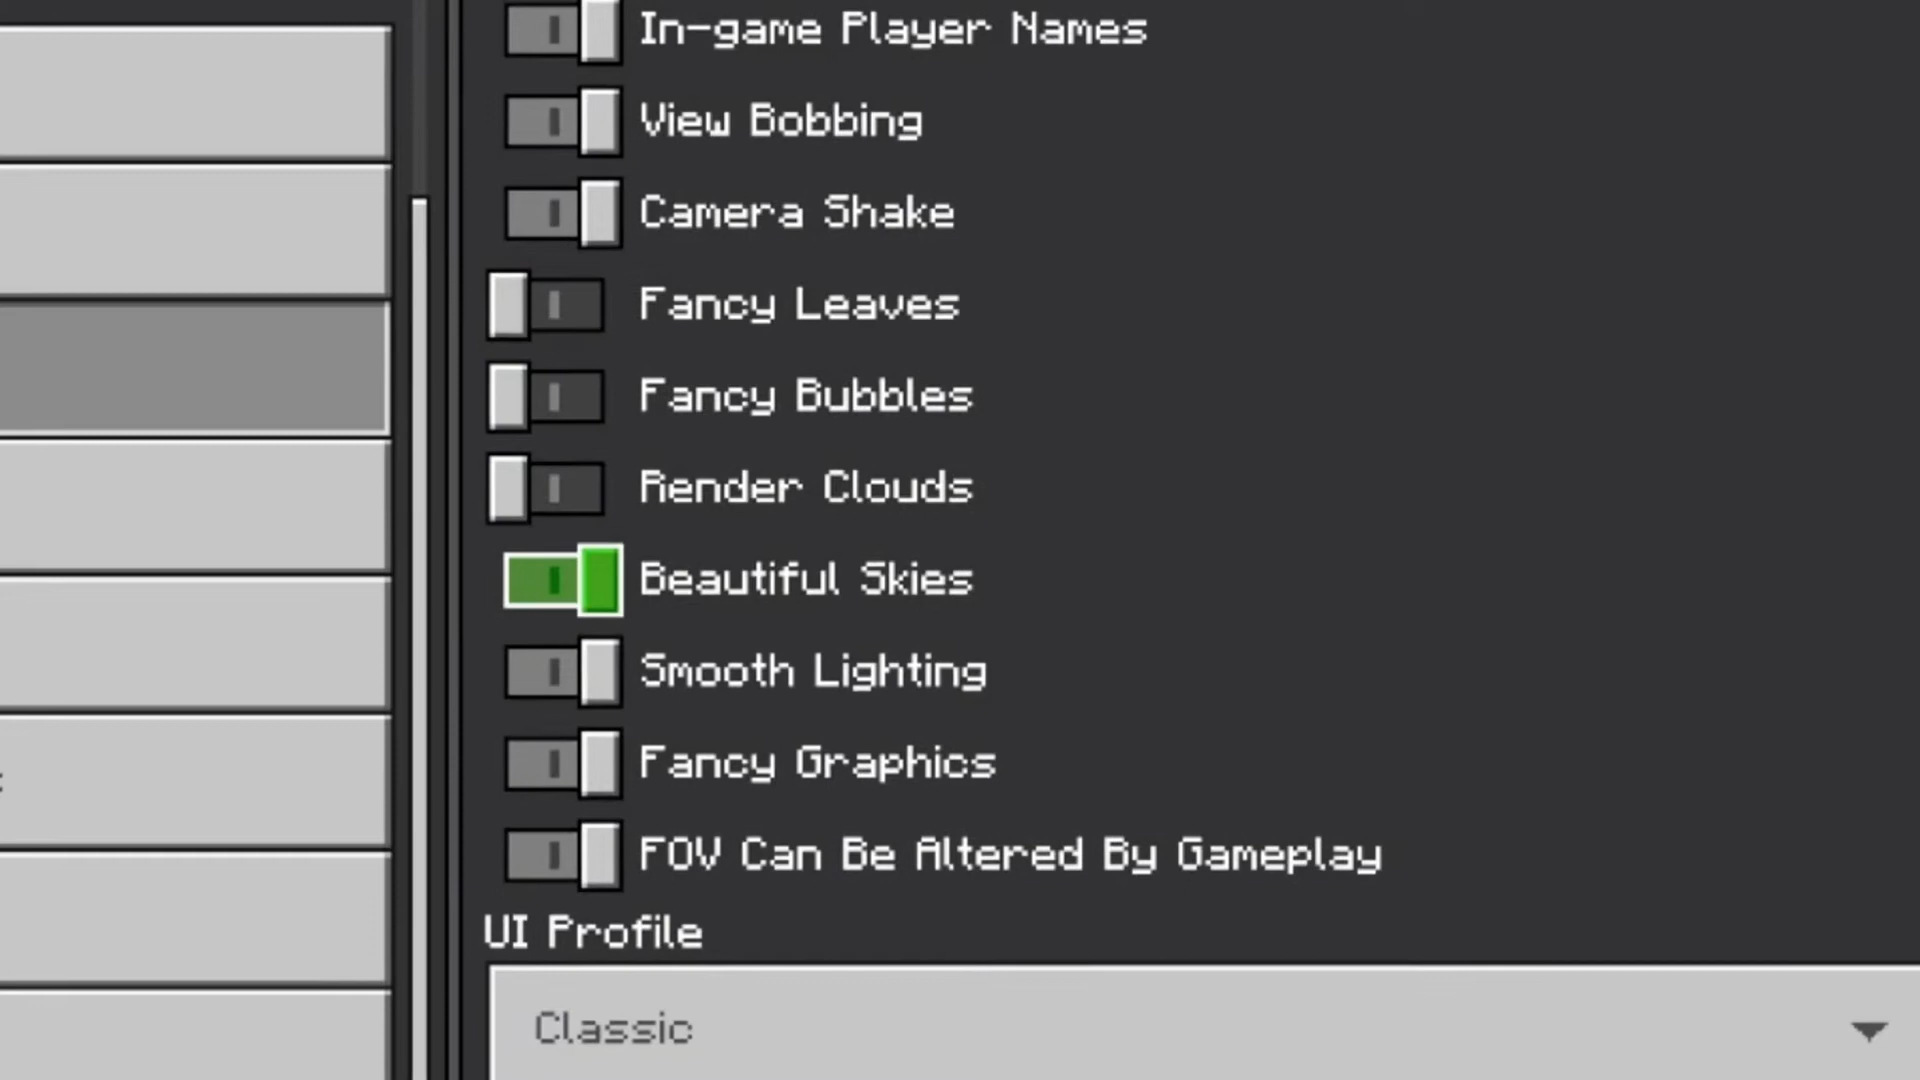 In-game Player Names
View Bobbing
Camera Shake
Fancy Leaves
Fancy Bubbles
Render Clouds
Beautiful Skies
Smooth Lighting
Fancy Graphics
FOV Can Be Altered By Gameplay
UI Profile
Classic